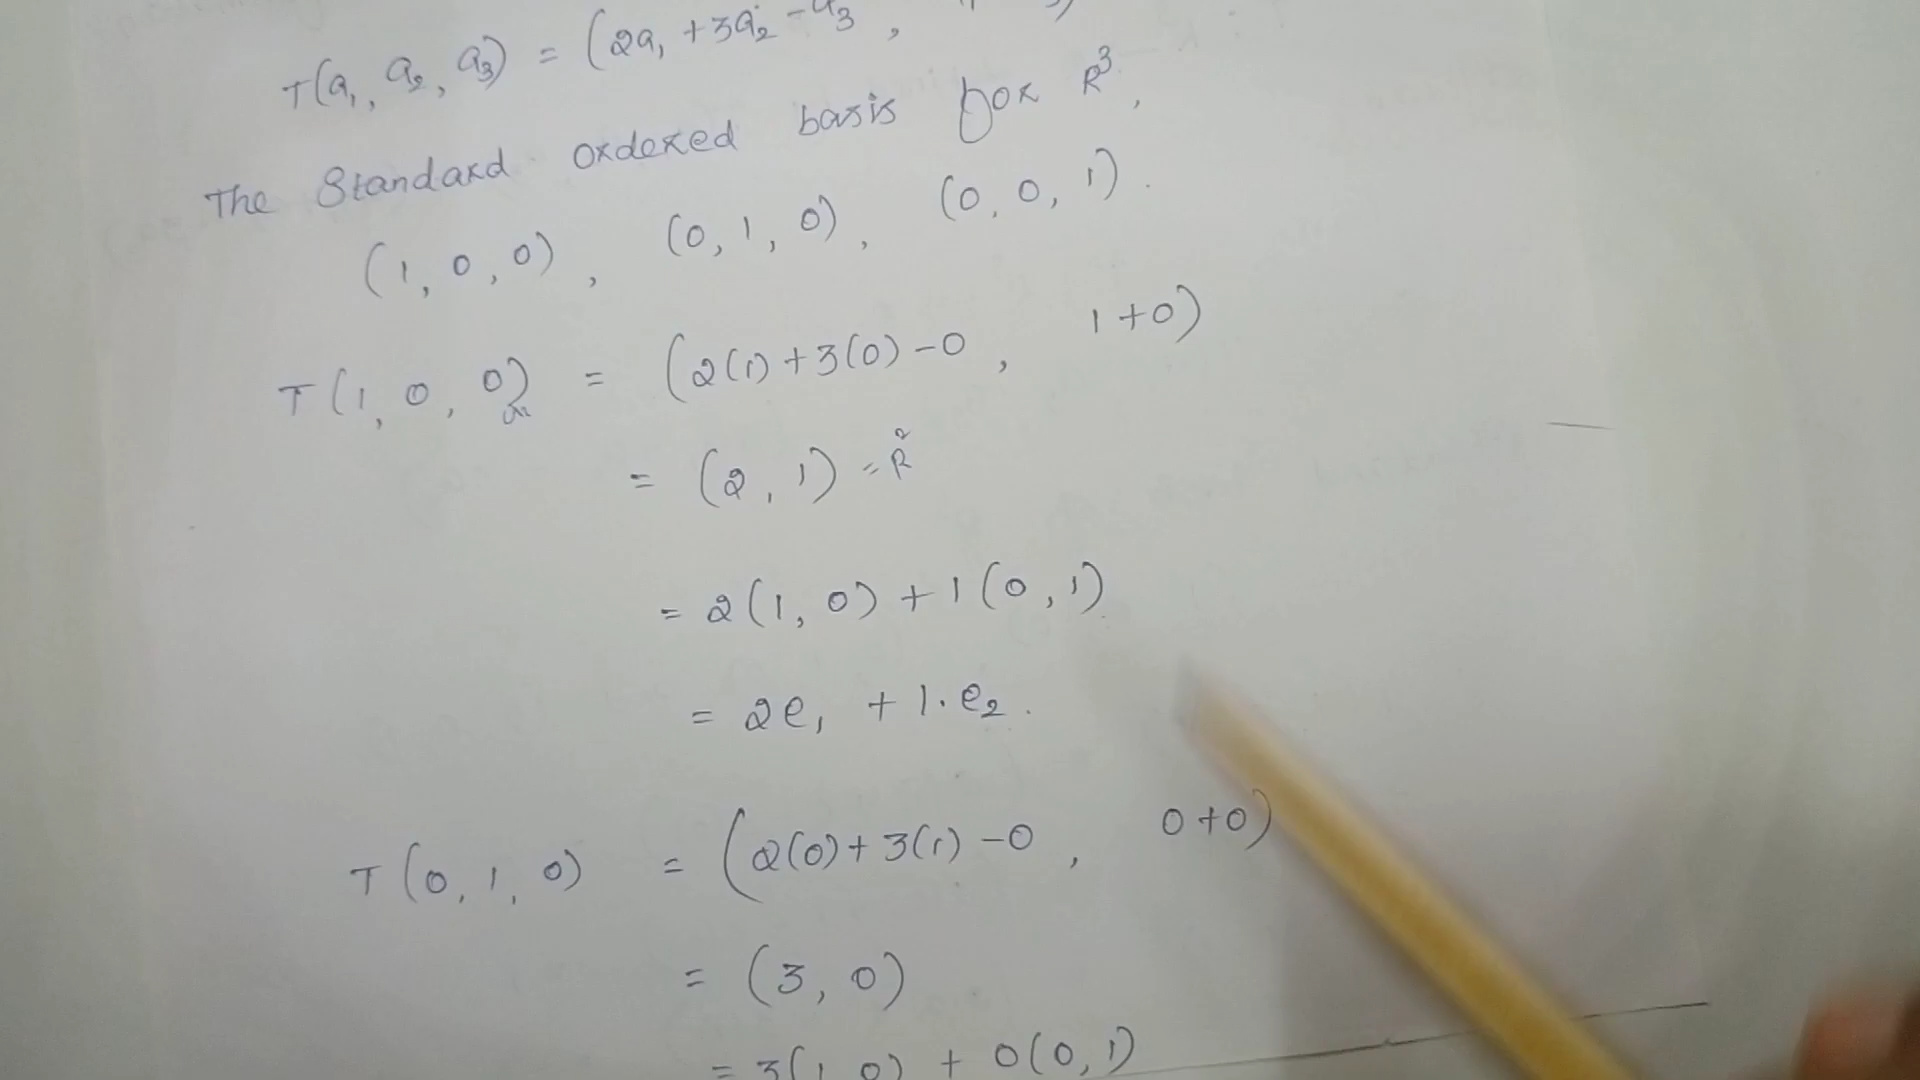 T(a₁, a₂, a₃) = (2a₁ + 3a₂ - a₃ ,
The Standard ordered basis for R³,
(1, 0, 0), (0, 1, 0), (0, 0, 1).
T(1, 0, 0) = (2(1) + 3(0) - 0, 1+0)
= (2, 1) = R²
= 2(1, 0) + 1(0, 1)
= 2e₁ + 1.e₂.
T(0, 1, 0) = (2(0) + 3(1) - 0, 0+0)
= (3, 0)
= 3(1, 0) + 0(0, 1)